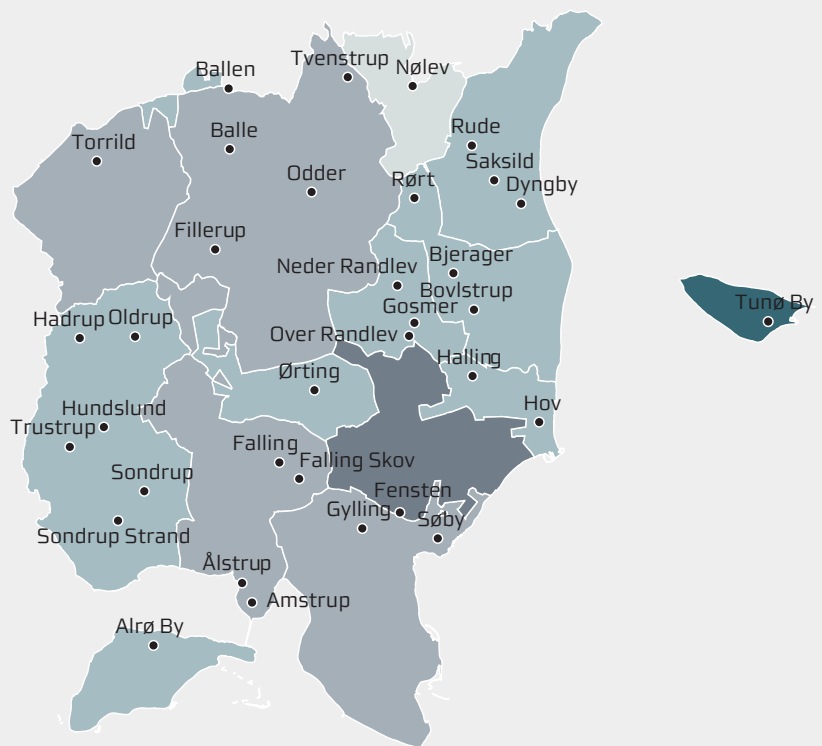 Tvenstrup
Ballen
Nølev
Torrild
Balle
Rude
Odder
Saksild
Rørt
Dyngby
Fillerup
Neder Randlev
Bjerager
Bovlstrup
Tunø By
Gosmer
Hadrup
Oldrup
Over Randlev
Halling
Ørting
Hov
Hundslund
Trustrup
Falling
Falling Skov
Sondrup
Fensten
Gylling
Søby
Sondrup Strand
Ålstrup
Amstrup
Alrø By